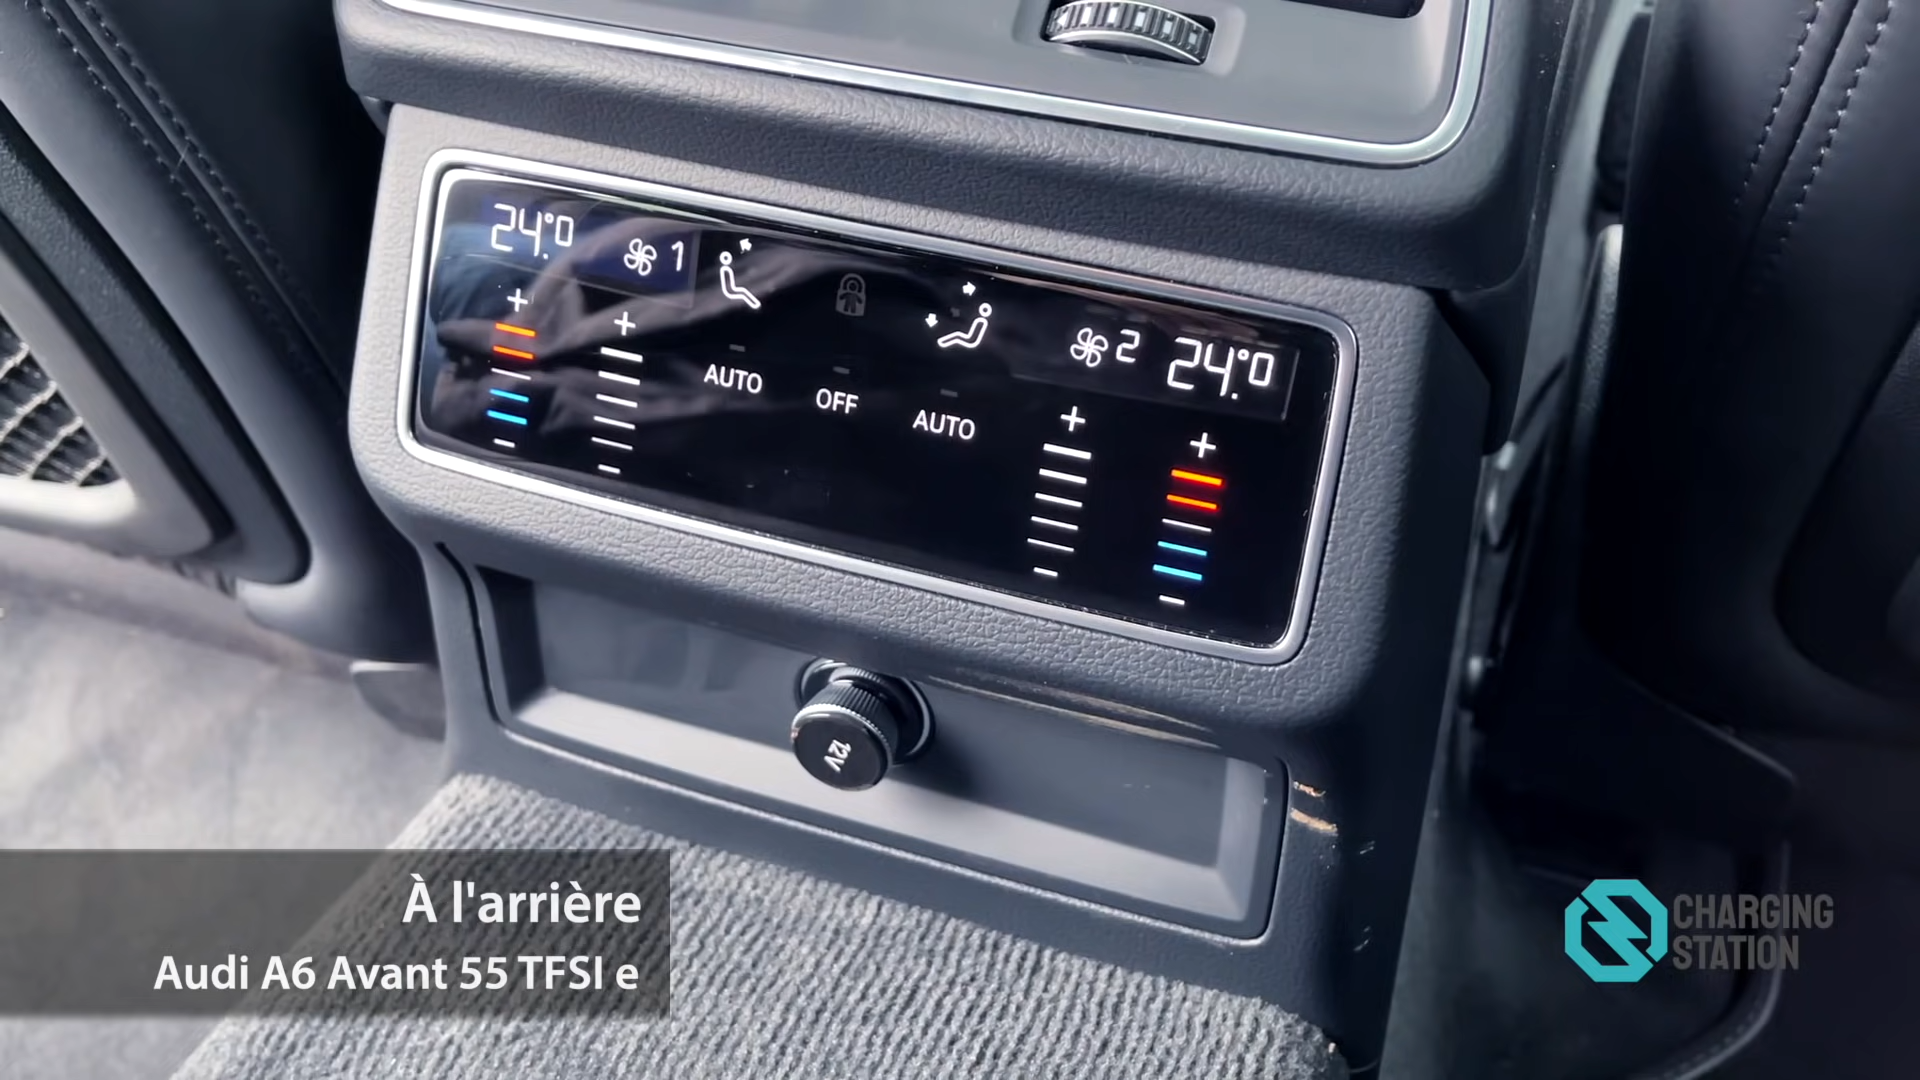 24.°0
1
2
24.°0
AUTO
OFF
AUTO
12V
À l'arrière
Audi A6 Avant 55 TFSI e
CHARGING
STATION